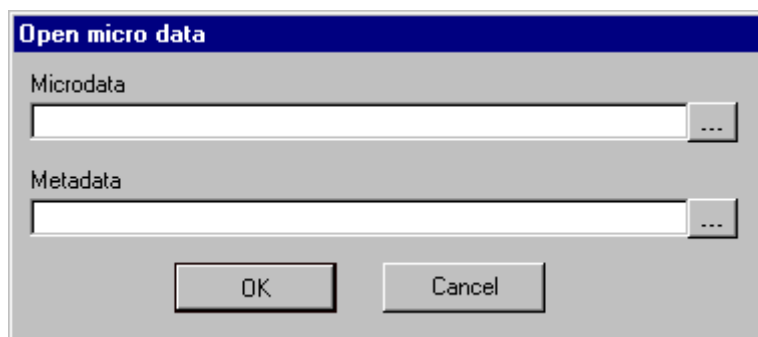 Open micro data
Microdata
...
Metadata
...
OK Cancel